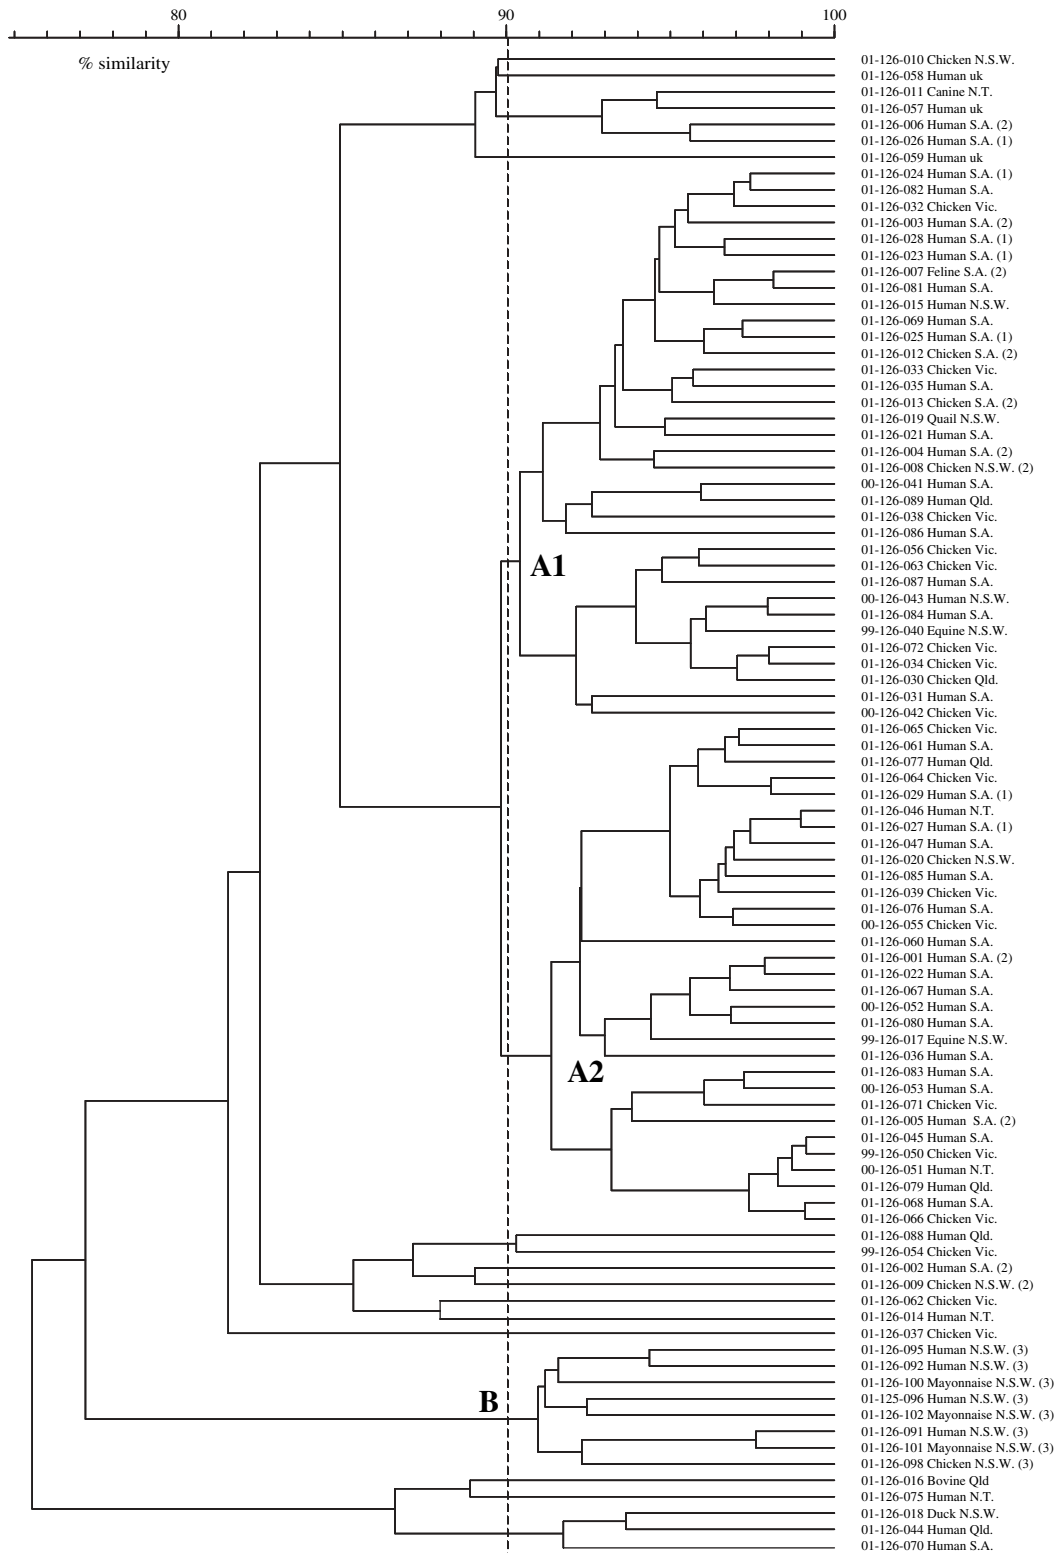 80 90 100
% similarity
01-126-010 Chicken N.S.W.
01-126-058 Human uk
01-126-011 Canine N.T.
01-126-057 Human uk
01-126-006 Human S.A. (2)
01-126-026 Human S.A. (1)
01-126-059 Human uk
01-126-024 Human S.A. (1)
01-126-082 Human S.A.
01-126-032 Chicken Vic.
01-126-003 Human S.A. (2)
01-126-028 Human S.A. (1)
01-126-023 Human S.A. (1)
01-126-007 Feline S.A. (2)
01-126-081 Human S.A.
01-126-015 Human N.S.W.
01-126-069 Human S.A.
01-126-025 Human S.A. (1)
01-126-012 Chicken S.A. (2)
01-126-033 Chicken Vic.
01-126-035 Human S.A.
01-126-013 Chicken S.A. (2)
01-126-019 Quail N.S.W.
01-126-021 Human S.A.
01-126-004 Human S.A. (2)
01-126-008 Chicken N.S.W. (2)
00-126-041 Human S.A.
01-126-089 Human Qld.
01-126-038 Chicken Vic.
01-126-086 Human S.A.
01-126-056 Chicken Vic.
A1
01-126-063 Chicken Vic.
01-126-087 Human S.A.
00-126-043 Human N.S.W.
01-126-084 Human S.A.
99-126-040 Equine N.S.W.
01-126-072 Chicken Vic.
01-126-034 Chicken Vic.
01-126-030 Chicken Qld.
01-126-031 Human S.A.
00-126-042 Chicken Vic.
01-126-065 Chicken Vic.
01-126-061 Human S.A.
01-126-077 Human Qld.
01-126-064 Chicken Vic.
01-126-029 Human S.A. (1)
01-126-046 Human N.T.
01-126-027 Human S.A. (1)
01-126-047 Human S.A.
01-126-020 Chicken N.S.W.
01-126-085 Human S.A.
01-126-039 Chicken Vic.
01-126-076 Human S.A.
00-126-055 Chicken Vic.
01-126-060 Human S.A.
01-126-001 Human S.A. (2)
01-126-022 Human S.A.
01-126-067 Human S.A.
00-126-052 Human S.A.
01-126-080 Human S.A.
99-126-017 Equine N.S.W.
01-126-036 Human S.A.
A2
01-126-083 Human S.A.
00-126-053 Human S.A.
01-126-071 Chicken Vic.
01-126-005 Human S.A. (2)
01-126-045 Human S.A.
99-126-050 Chicken Vic.
00-126-051 Human N.T.
01-126-079 Human Qld.
01-126-068 Human S.A.
01-126-066 Chicken Vic.
01-126-088 Human Qld.
99-126-054 Chicken Vic.
01-126-002 Human S.A. (2)
01-126-009 Chicken N.S.W. (2)
01-126-062 Chicken Vic.
01-126-014 Human N.T.
01-126-037 Chicken Vic.
01-126-095 Human N.S.W. (3)
01-126-092 Human N.S.W. (3)
01-126-100 Mayonnaise N.S.W. (3)
B
01-125-096 Human N.S.W. (3)
01-126-102 Mayonnaise N.S.W. (3)
01-126-091 Human N.S.W. (3)
01-126-101 Mayonnaise N.S.W. (3)
01-126-098 Chicken N.S.W. (3)
01-126-016 Bovine Qld
01-126-075 Human N.T.
01-126-018 Duck N.S.W.
01-126-044 Human Qld.
01-126-070 Human S.A.